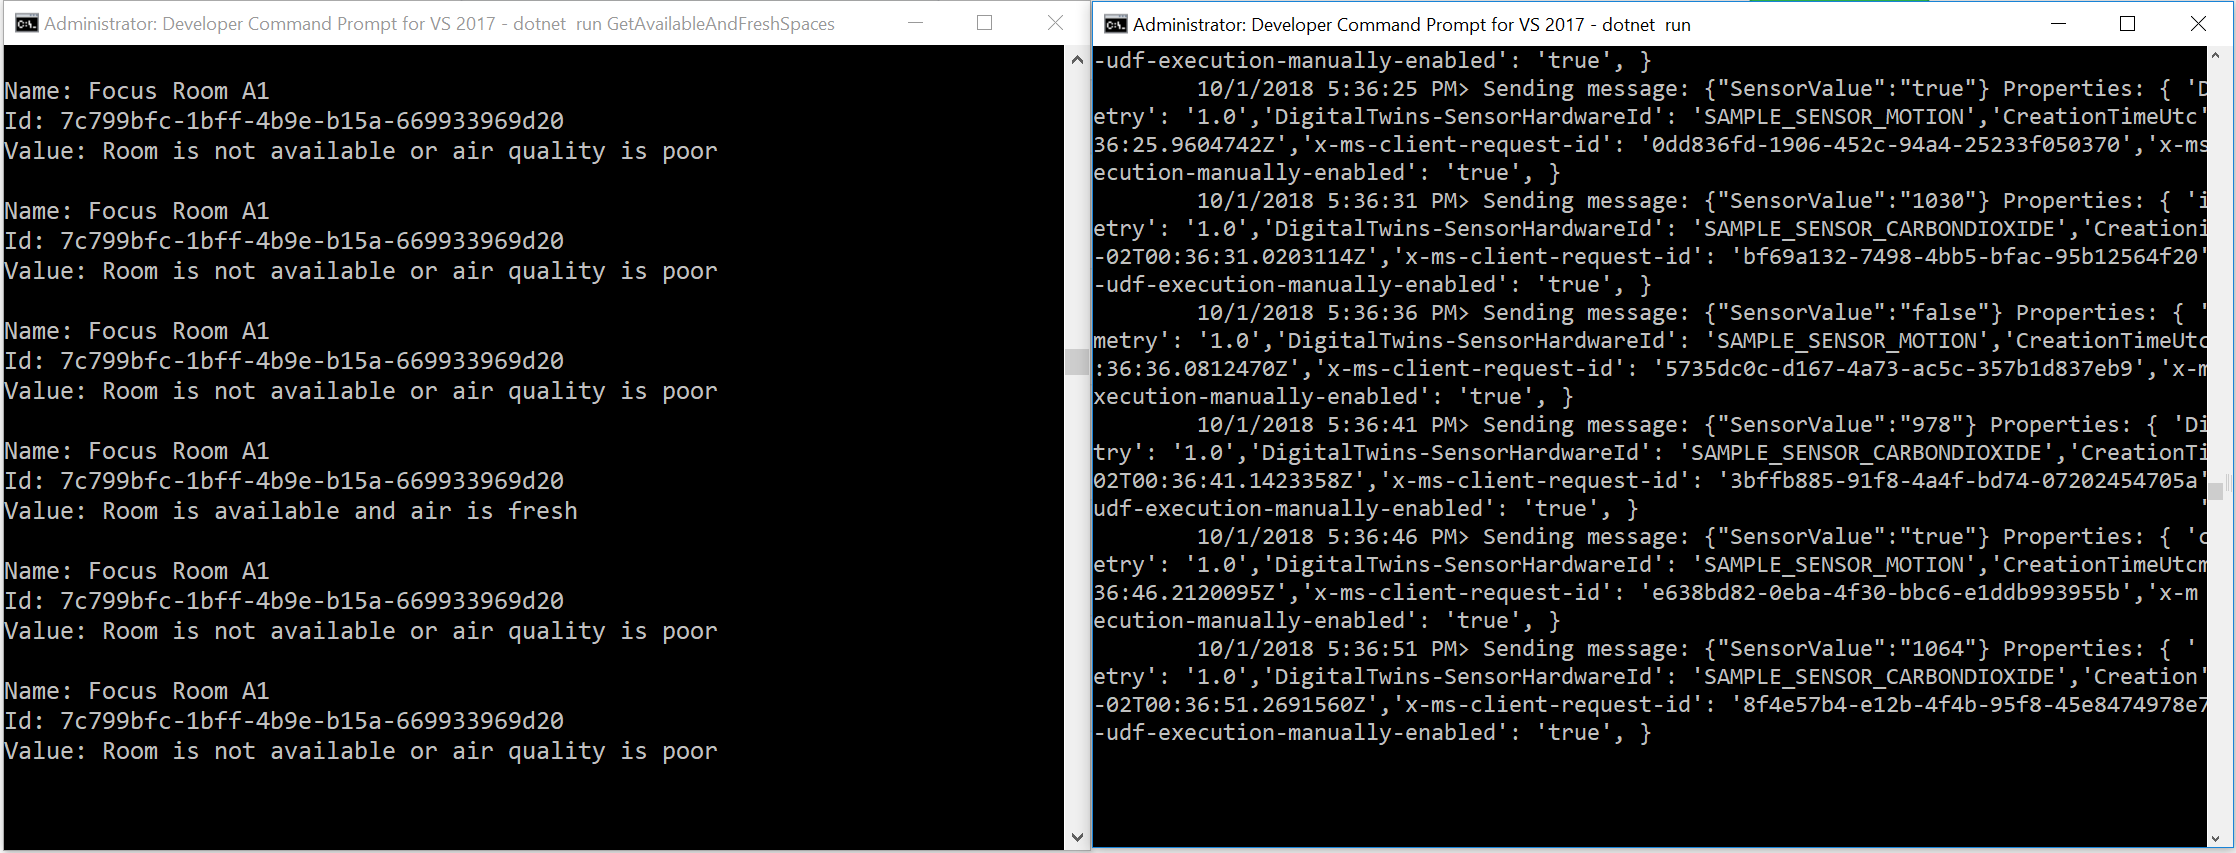 Administrator: Developer Command Prompt for VS 2017 - dotnet  run GetAvailableAndFreshSpaces
Name: Focus Room A1
Id: 7c799bfc-1bff-4b9e-b15a-669933969d20
Value: Room is not available or air quality is poor
Name: Focus Room A1
Id: 7c799bfc-1bff-4b9e-b15a-669933969d20
Value: Room is not available or air quality is poor
Name: Focus Room A1
Id: 7c799bfc-1bff-4b9e-b15a-669933969d20
Value: Room is not available or air quality is poor
Name: Focus Room A1
Id: 7c799bfc-1bff-4b9e-b15a-669933969d20
Value: Room is available and air is fresh
Name: Focus Room A1
Id: 7c799bfc-1bff-4b9e-b15a-669933969d20
Value: Room is not available or air quality is poor
Name: Focus Room A1
Id: 7c799bfc-1bff-4b9e-b15a-669933969d20
Value: Room is not available or air quality is poor
Administrator: Developer Command Prompt for VS 2017 - dotnet  run
-udf-execution-manually-enabled': 'true', }
10/1/2018 5:36:25 PM> Sending message: {"SensorValue":"true"} Properties: { 'D
etry': '1.0','DigitalTwins-SensorHardwareId': 'SAMPLE_SENSOR_MOTION','CreationTimeUtc'
36:25.9604742Z','x-ms-client-request-id': '0dd836fd-1906-452c-94a4-25233f050370','x-ms
ecution-manually-enabled': 'true', }
10/1/2018 5:36:31 PM> Sending message: {"SensorValue":"1030"} Properties: { 'i
etry': '1.0','DigitalTwins-SensorHardwareId': 'SAMPLE_SENSOR_CARBONDIOXIDE','Creationi
-02T00:36:31.0203114Z','x-ms-client-request-id': 'bf69a132-7498-4bb5-bfac-95b12564f20'
-udf-execution-manually-enabled': 'true', }
10/1/2018 5:36:36 PM> Sending message: {"SensorValue":"false"} Properties: { '
metry': '1.0','DigitalTwins-SensorHardwareId': 'SAMPLE_SENSOR_MOTION','CreationTimeUtc
:36:36.0812470Z','x-ms-client-request-id': '5735dc0c-d167-4a73-ac5c-357b1d837eb9','x-m
xecution-manually-enabled': 'true', }
10/1/2018 5:36:41 PM> Sending message: {"SensorValue":"978"} Properties: { 'Di
try': '1.0','DigitalTwins-SensorHardwareId': 'SAMPLE_SENSOR_CARBONDIOXIDE','CreationTi
02T00:36:41.1423358Z','x-ms-client-request-id': '3bffb885-91f8-4a4f-bd74-07202454705a'
udf-execution-manually-enabled': 'true', } '
10/1/2018 5:36:46 PM> Sending message: {"SensorValue":"true"} Properties: { 'c
etry': '1.0','DigitalTwins-SensorHardwareId': 'SAMPLE_SENSOR_MOTION','CreationTimeUtcm
36:46.2120095Z','x-ms-client-request-id': 'e638bd82-0eba-4f30-bbc6-e1ddb993955b','x-m
ecution-manually-enabled': 'true', }
10/1/2018 5:36:51 PM> Sending message: {"SensorValue":"1064"} Properties: { '
etry': '1.0','DigitalTwins-SensorHardwareId': 'SAMPLE_SENSOR_CARBONDIOXIDE','Creation'
-02T00:36:51.2691560Z','x-ms-client-request-id': '8f4e57b4-e12b-4f4b-95f8-45e8474978e7
-udf-execution-manually-enabled': 'true', }